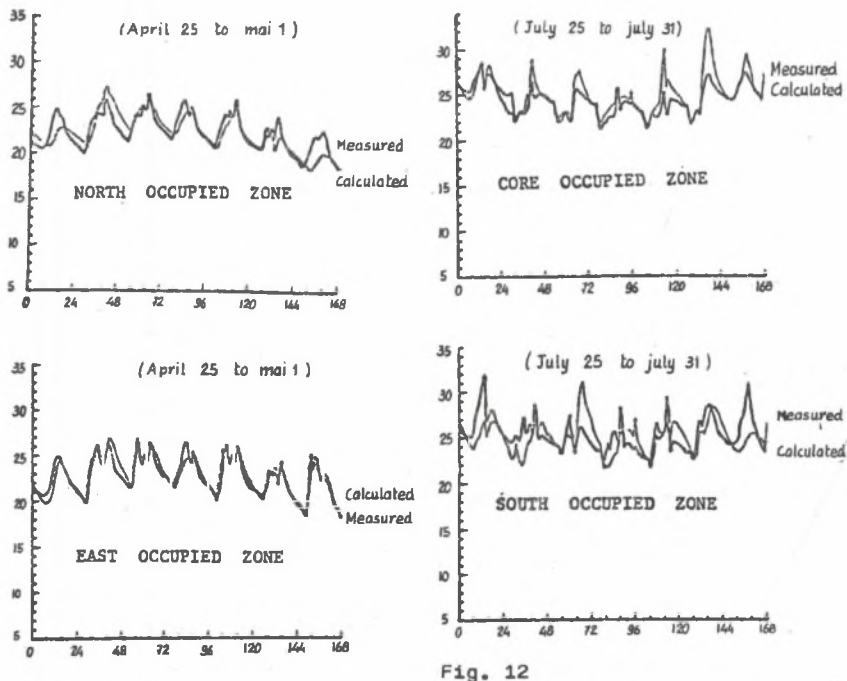 (April 25 to mai 1)
35
30
25
20
15
10
5
0 24 48 72 96 120 144 168
Measured
Calculated
NORTH OCCUPIED ZONE
(July 25 to july 31)
35
30
25
20
15
10
5
24 48 72 96 120 144 168
Measured
Calculated
CORE OCCUPIED ZONE
(April 25 to mai 1)
35
30
25
20
15
10
5
0 24 48 72 96 120 144 168
Calculated
Measured
EAST OCCUPIED ZONE
(July 25 to july 31)
35
30
25
20
15
10
5
0 24 48 72 96 120 144 168
Measured
Calculated
SOUTH OCCUPIED ZONE
Fig. 12